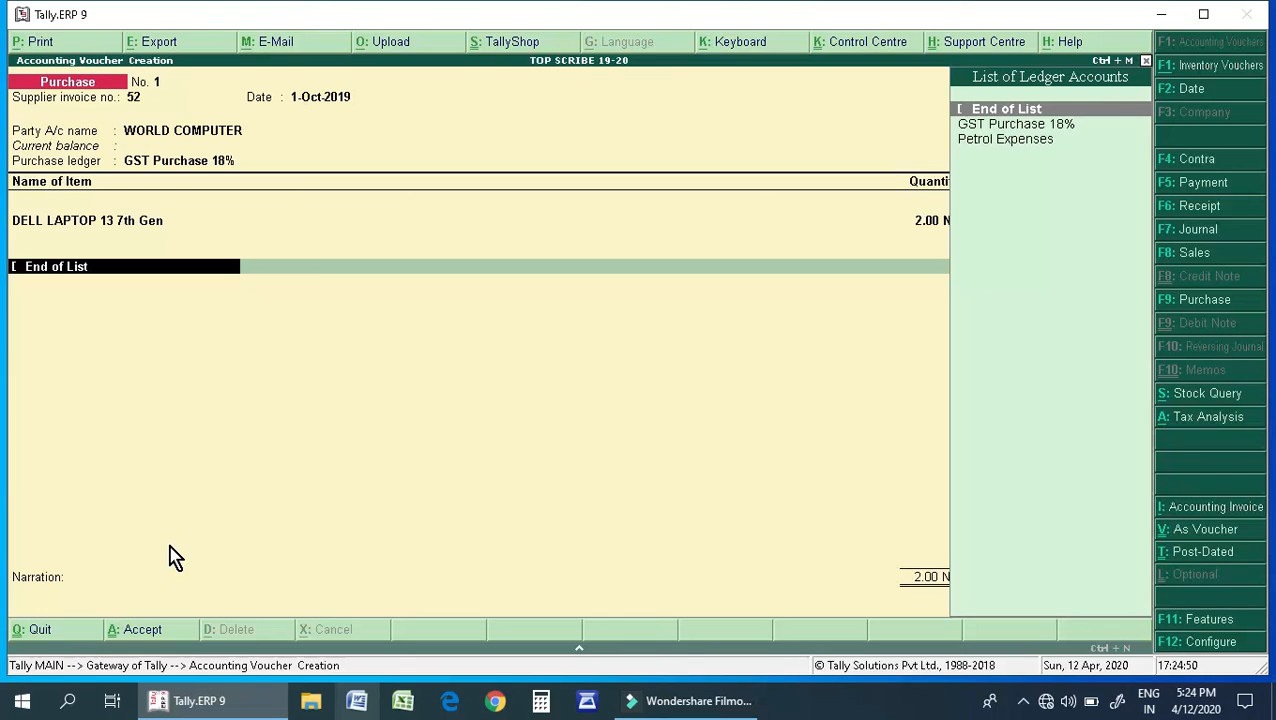 Tally.ERP 9
P: Print
E: Export
M: E-Mail
O: Upload
S: TallyShop
G: Language
K: Keyboard
K: Control Centre
H: Support Centre
H: Help
F1: Accounting Vouchers
Accounting Voucher Creation
TOP SCRIBE 19-20
Ctrl + M
F1: Inventory Vouchers
Purchase No. 1
List of Ledger Accounts
F2: Date
Supplier invoice no.: 52
Date : 1-Oct-2019
[ End of List
F3: Company
GST Purchase 18%
Petrol Expenses
Party A/c name : WORLD COMPUTER
Current balance :
Purchase ledger : GST Purchase 18%
F4: Contra
Name of Item
Quanti
F5: Payment
F6: Receipt
DELL LAPTOP 13 7th Gen
2.00 N
F7: Journal
F8: Sales
[ End of List
F8: Credit Note
F9: Purchase
F9: Debit Note
F10: Reversing Journal
F10: Memos
S: Stock Query
A: Tax Analysis
I: Accounting Invoice
V: As Voucher
T: Post-Dated
L: Optional
Narration:
2.00 N
F11: Features
Q: Quit
A: Accept
D: Delete
X: Cancel
F12: Configure
Ctrl + N
Tally MAIN --> Gateway of Tally --> Accounting Voucher Creation
© Tally Solutions Pvt Ltd., 1988-2018
Sun, 12 Apr, 2020
17:24:50
Tally.ERP 9
Wondershare Filmo...
ENG
IN
5:24 PM
4/12/2020